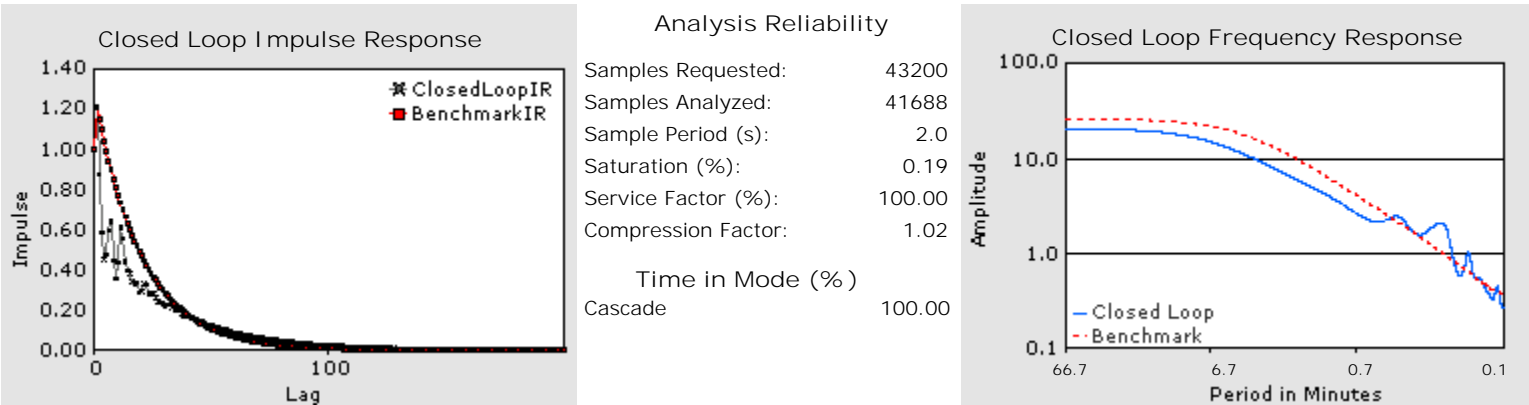 Closed Loop Impulse Response
1.40
1.20
1.00
0.80
0.60
0.40
0.20
0.00
Impulse
ClosedLoopIR
BenchmarkIR
0
100
Lag
Analysis Reliability
Samples Requested: 43200
Samples Analyzed: 41688
Sample Period (s): 2.0
Saturation (%): 0.19
Service Factor (%): 100.00
Compression Factor: 1.02
Time in Mode (%)
Cascade 100.00
Closed Loop Frequency Response
100.0
10.0
1.0
0.1
Amplitude
Closed Loop
Benchmark
66.7
6.7
0.7
0.1
Period in Minutes